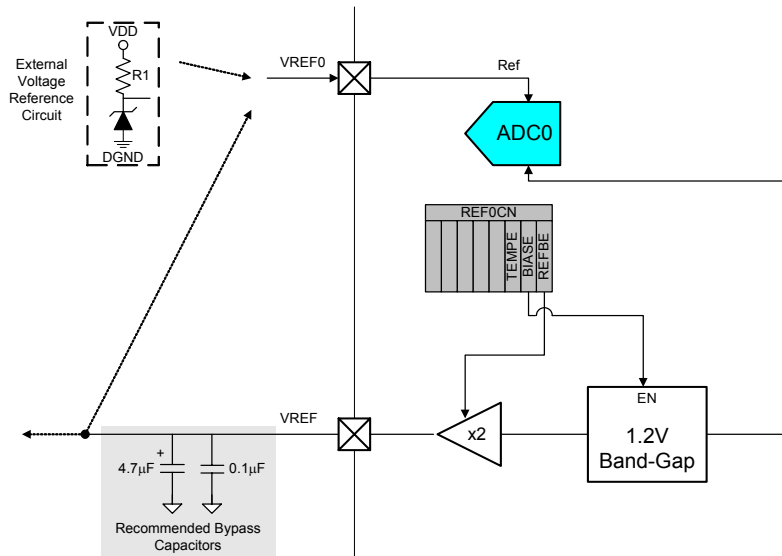 VDD
External
Voltage
Reference
Circuit
R1
DGND
VREF0
Ref
ADC0
REF0CN
TEMPE
BIASE
REFBE
EN
1.2V
Band-Gap
x2
VREF
+
4.7µF
0.1µF
Recommended Bypass
Capacitors